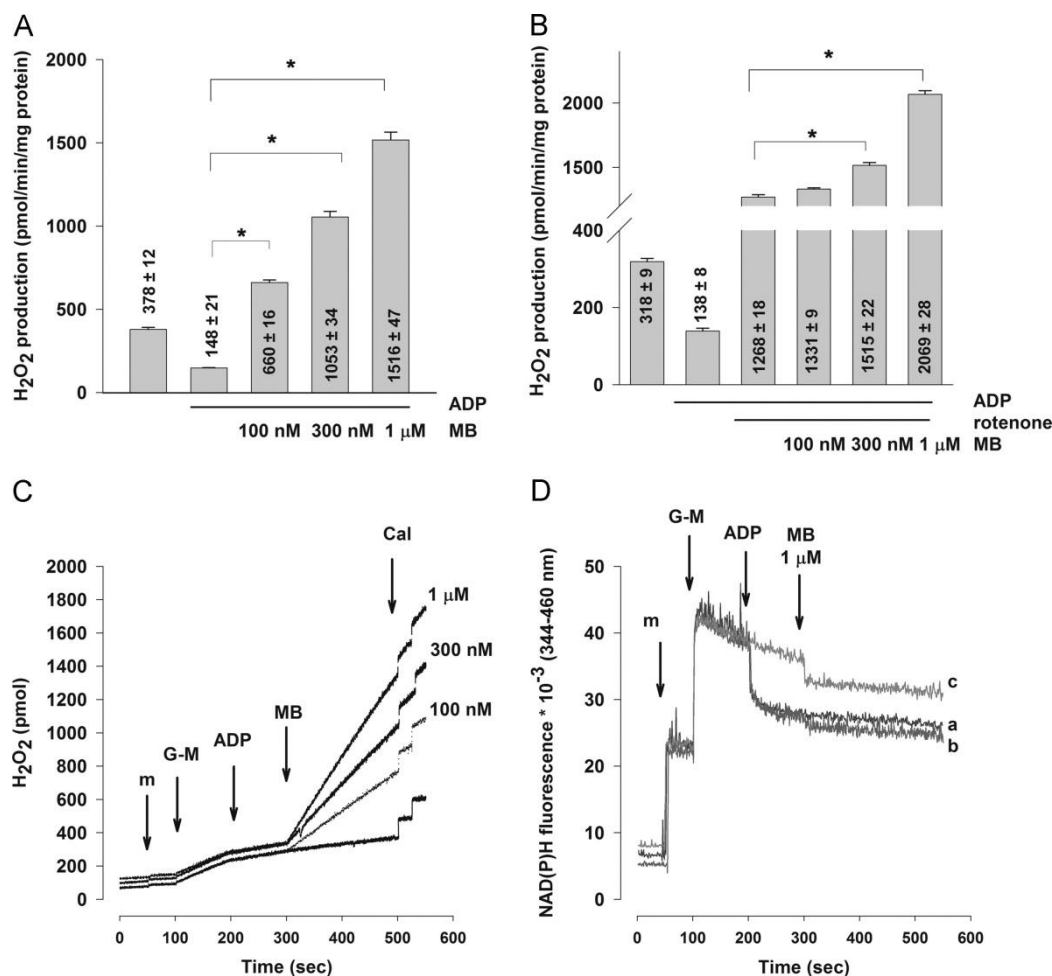 A
H2O2 production (pmol/min/mg protein)
2000
1500
1000
500
0
378 ± 12
148 ± 21
660 ± 16
1053 ± 34
1516 ± 47
*
*
*
ADP
100 nM 300 nM 1 μM MB
B
H2O2 production (pmol/min/mg protein)
2000
1500
400
200
0
318 ± 9
138 ± 8
1268 ± 18
1331 ± 9
1515 ± 22
2069 ± 28
*
*
ADP
rotenone
100 nM 300 nM 1 μM MB
C
H2O2 (pmol)
2000
1800
1600
1400
1200
1000
800
600
400
200
0
m
G-M
ADP
MB
Cal
1 μM
300 nM
100 nM
0 100 200 300 400 500 600
Time (sec)
D
NAD(P)H fluorescence * 10-3 (344-460 nm)
50
40
30
20
10
0
m
G-M
ADP
MB
1 μM
c
a
b
0 100 200 300 400 500 600
Time (sec)